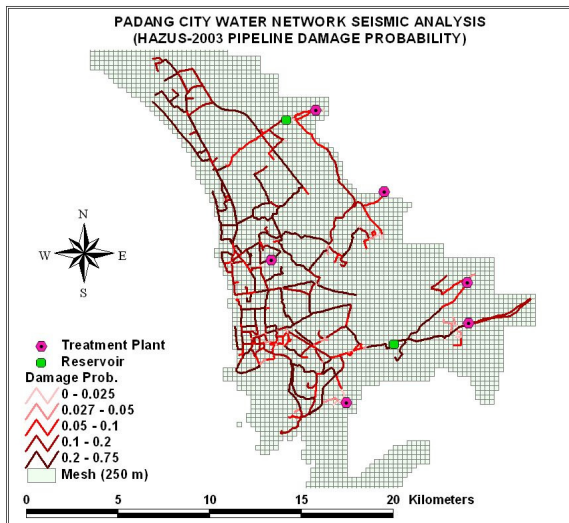 PADANG CITY WATER NETWORK SEISMIC ANALYSIS
(HAZUS-2003 PIPELINE DAMAGE PROBABILITY)
N
W E
S
Treatment Plant
Reservoir
Damage Prob.
0 - 0.025
0.027 - 0.05
0.05 - 0.1
0.1 - 0.2
0.2 - 0.75
Mesh (250 m)
0 5 10 15 20 Kilometers